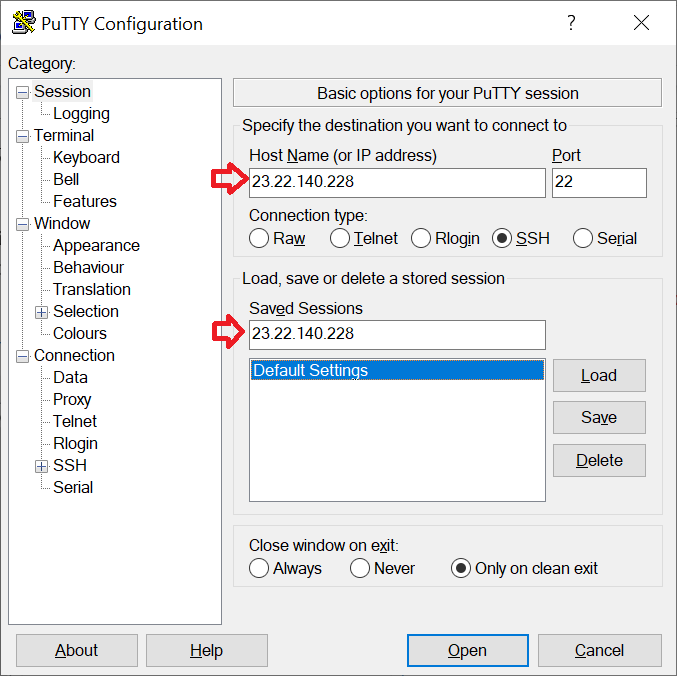 PuTTY Configuration
?
Category:
Session
Logging
Terminal
Keyboard
Bell
Features
Window
Appearance
Behaviour
Translation
Selection
Colours
Connection
Data
Proxy
Telnet
Rlogin
SSH
Serial
Basic options for your PuTTY session
Specify the destination you want to connect to
Host Name (or IP address) Port
23.22.140.228 22
Connection type:
Raw Telnet Rlogin SSH Serial
Load, save or delete a stored session
Saved Sessions
23.22.140.228
Default Settings
Load
Save
Delete
Close window on exit:
Always Never Only on clean exit
About Help Open Cancel